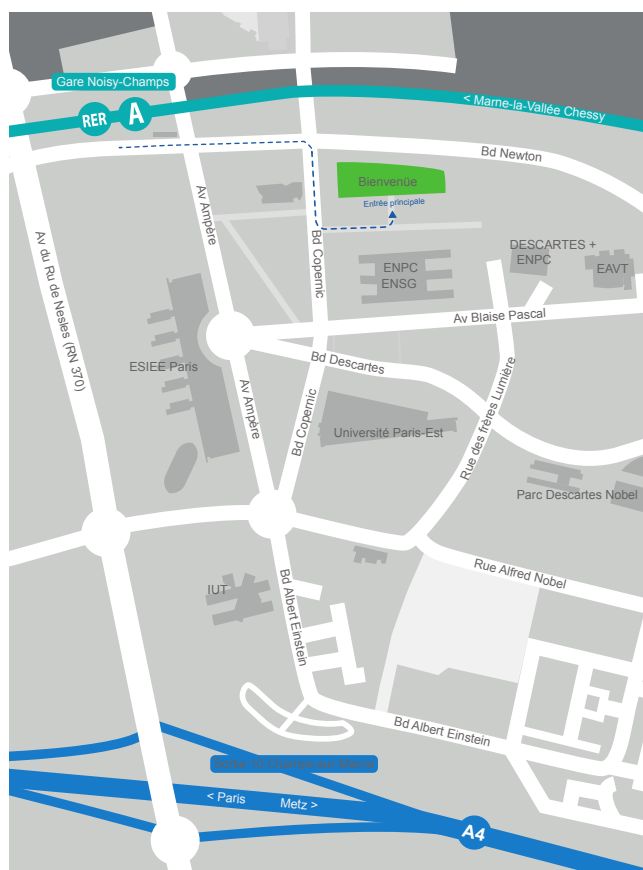 Gare Noisy-Champs
RER
A
< Marne-la-Vallée Chessy
Bd Newton
Bienvenüe
Entrée principale
Av Ampère
Av du Ru de Nesles (RN 370)
Bd Copernic
DESCARTES +
ENPC
EAVT
ENPC
ENSG
Av Blaise Pascal
ESIEE Paris
Bd Descartes
Av Ampère
Bd Copernic
Rue des frères Lumière
Université Paris-Est
Parc Descartes Nobel
IUT
Bd Albert Einstein
Rue Alfred Nobel
Bd Albert Einstein
< Paris
Metz >
A4